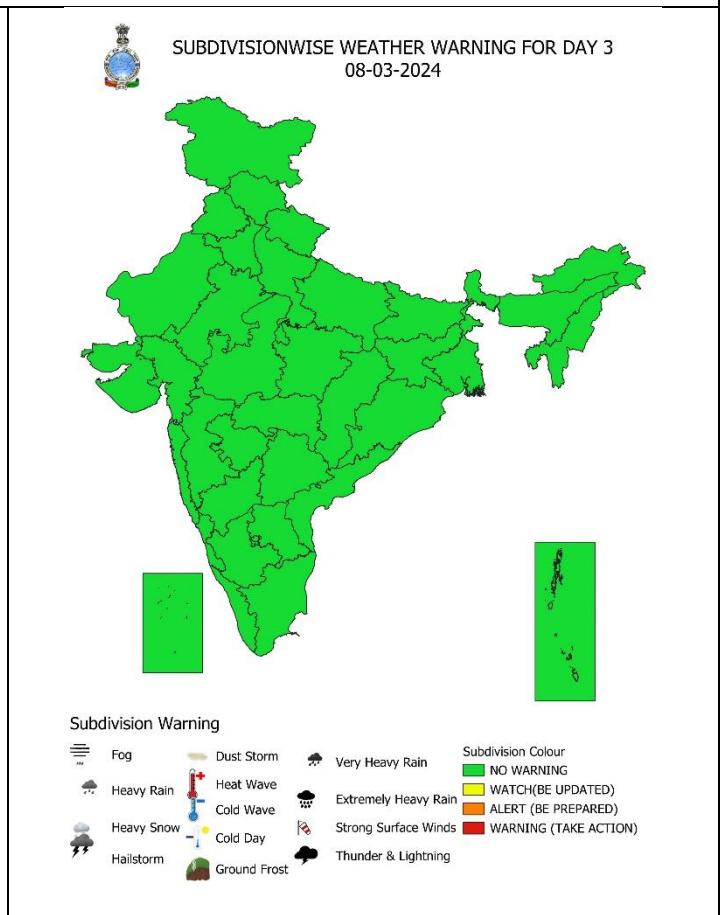 SUBDIVISIONWISE WEATHER WARNING FOR DAY 3
08-03-2024
Subdivision Warning
Fog
Heavy Rain
Heavy Snow
Hailstorm
Dust Storm
Heat Wave
Cold Wave
Cold Day
Ground Frost
Very Heavy Rain
Extremely Heavy Rain
Strong Surface Winds
Thunder & Lightning
Subdivision Colour
NO WARNING
WATCH(BE UPDATED)
ALERT (BE PREPARED)
WARNING (TAKE ACTION)